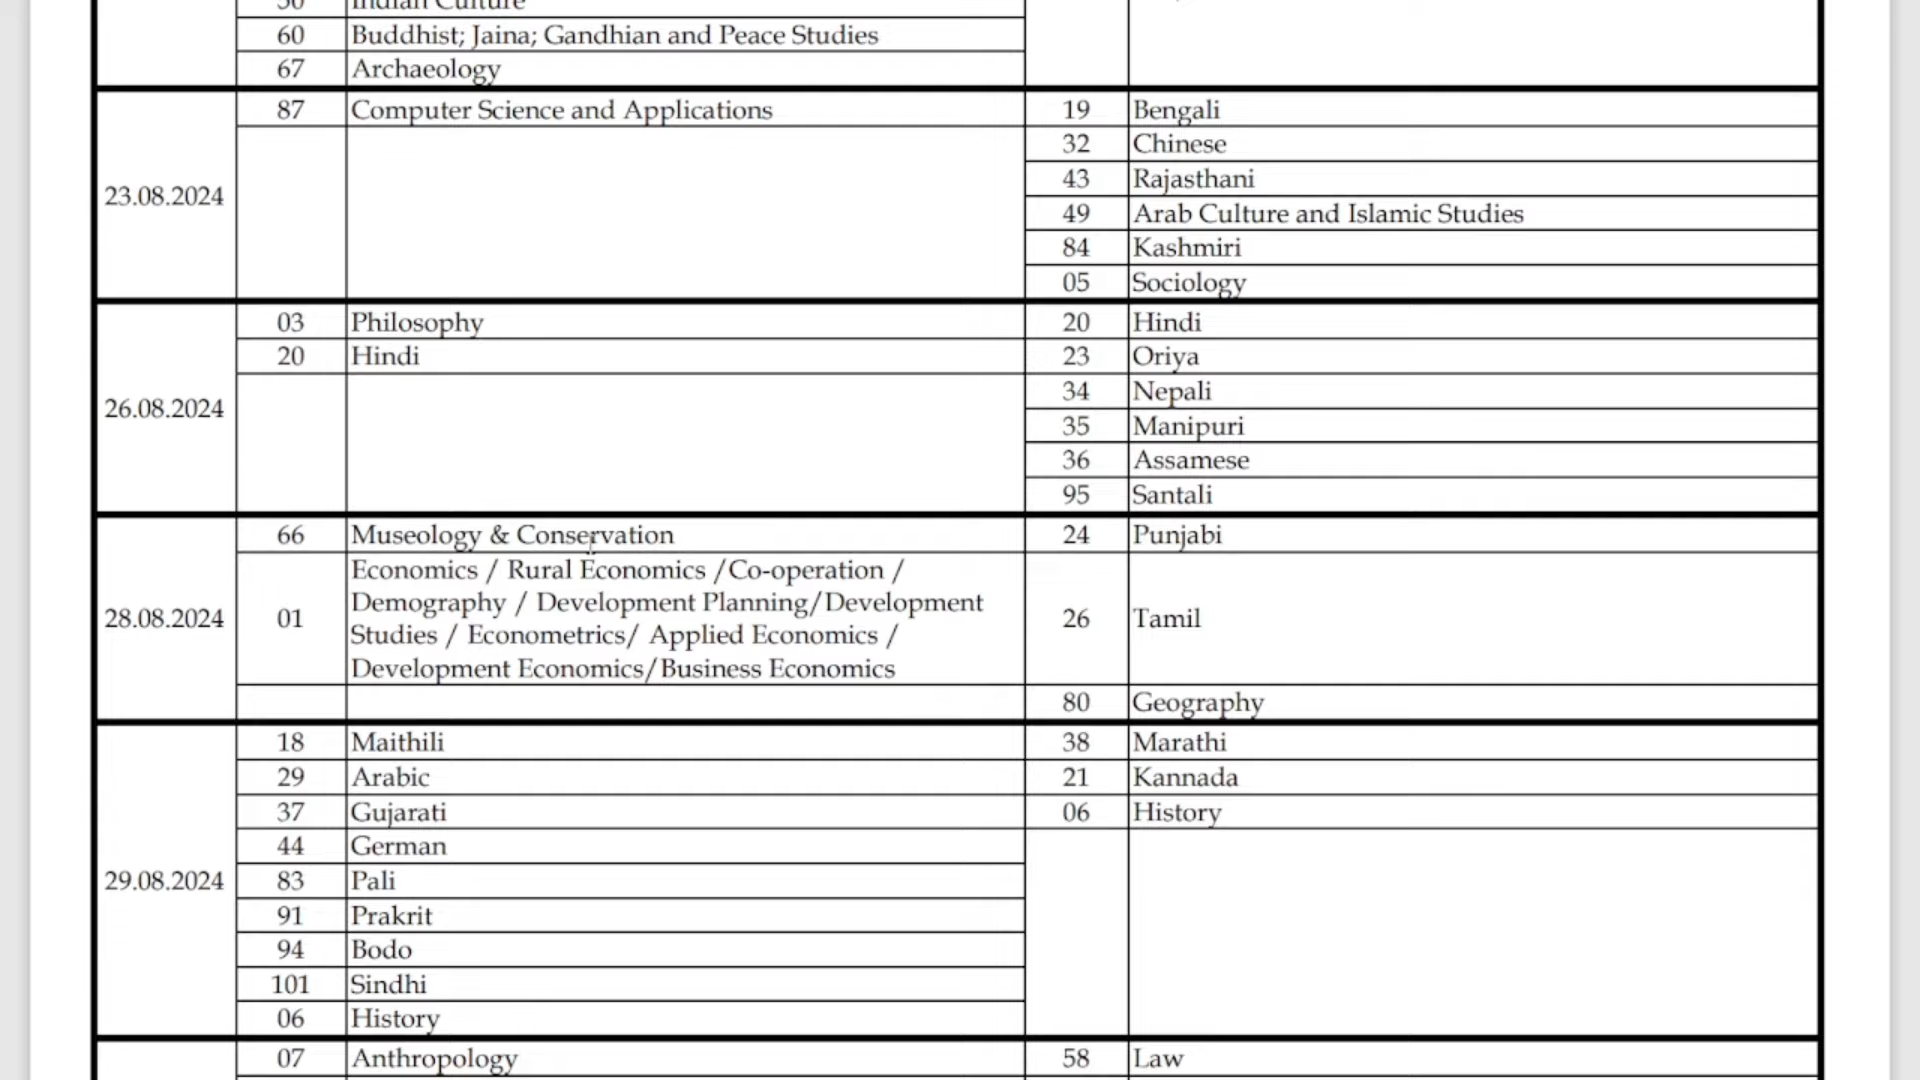 Indian Culture
60 Buddhist; Jaina; Gandhian and Peace Studies
67 Archaeology
23.08.2024
87 Computer Science and Applications
19 Bengali
32 Chinese
43 Rajasthani
49 Arab Culture and Islamic Studies
84 Kashmiri
05 Sociology
26.08.2024
03 Philosophy
20 Hindi
20 Hindi
23 Oriya
34 Nepali
35 Manipuri
36 Assamese
95 Santali
28.08.2024
66 Museology & Conservation
01 Economics / Rural Economics /Co-operation /
Demography / Development Planning/Development
Studies / Econometrics/ Applied Economics /
Development Economics/Business Economics
24 Punjabi
26 Tamil
80 Geography
29.08.2024
18 Maithili
29 Arabic
37 Gujarati
44 German
83 Pali
91 Prakrit
94 Bodo
101 Sindhi
06 History
38 Marathi
21 Kannada
06 History
07 Anthropology
58 Law